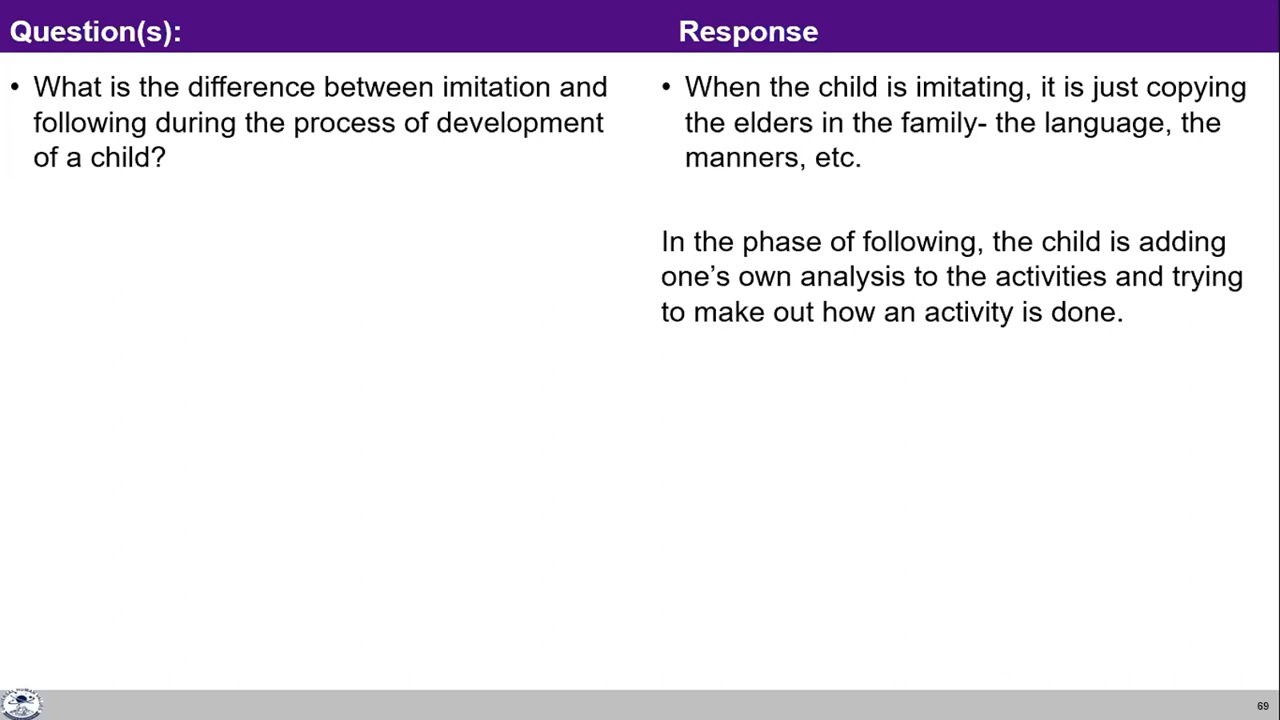 Question(s):
Response
• What is the difference between imitation and
following during the process of development
of a child?
• When the child is imitating, it is just copying
the elders in the family- the language, the
manners, etc.
In the phase of following, the child is adding
one’s own analysis to the activities and trying
to make out how an activity is done.
69